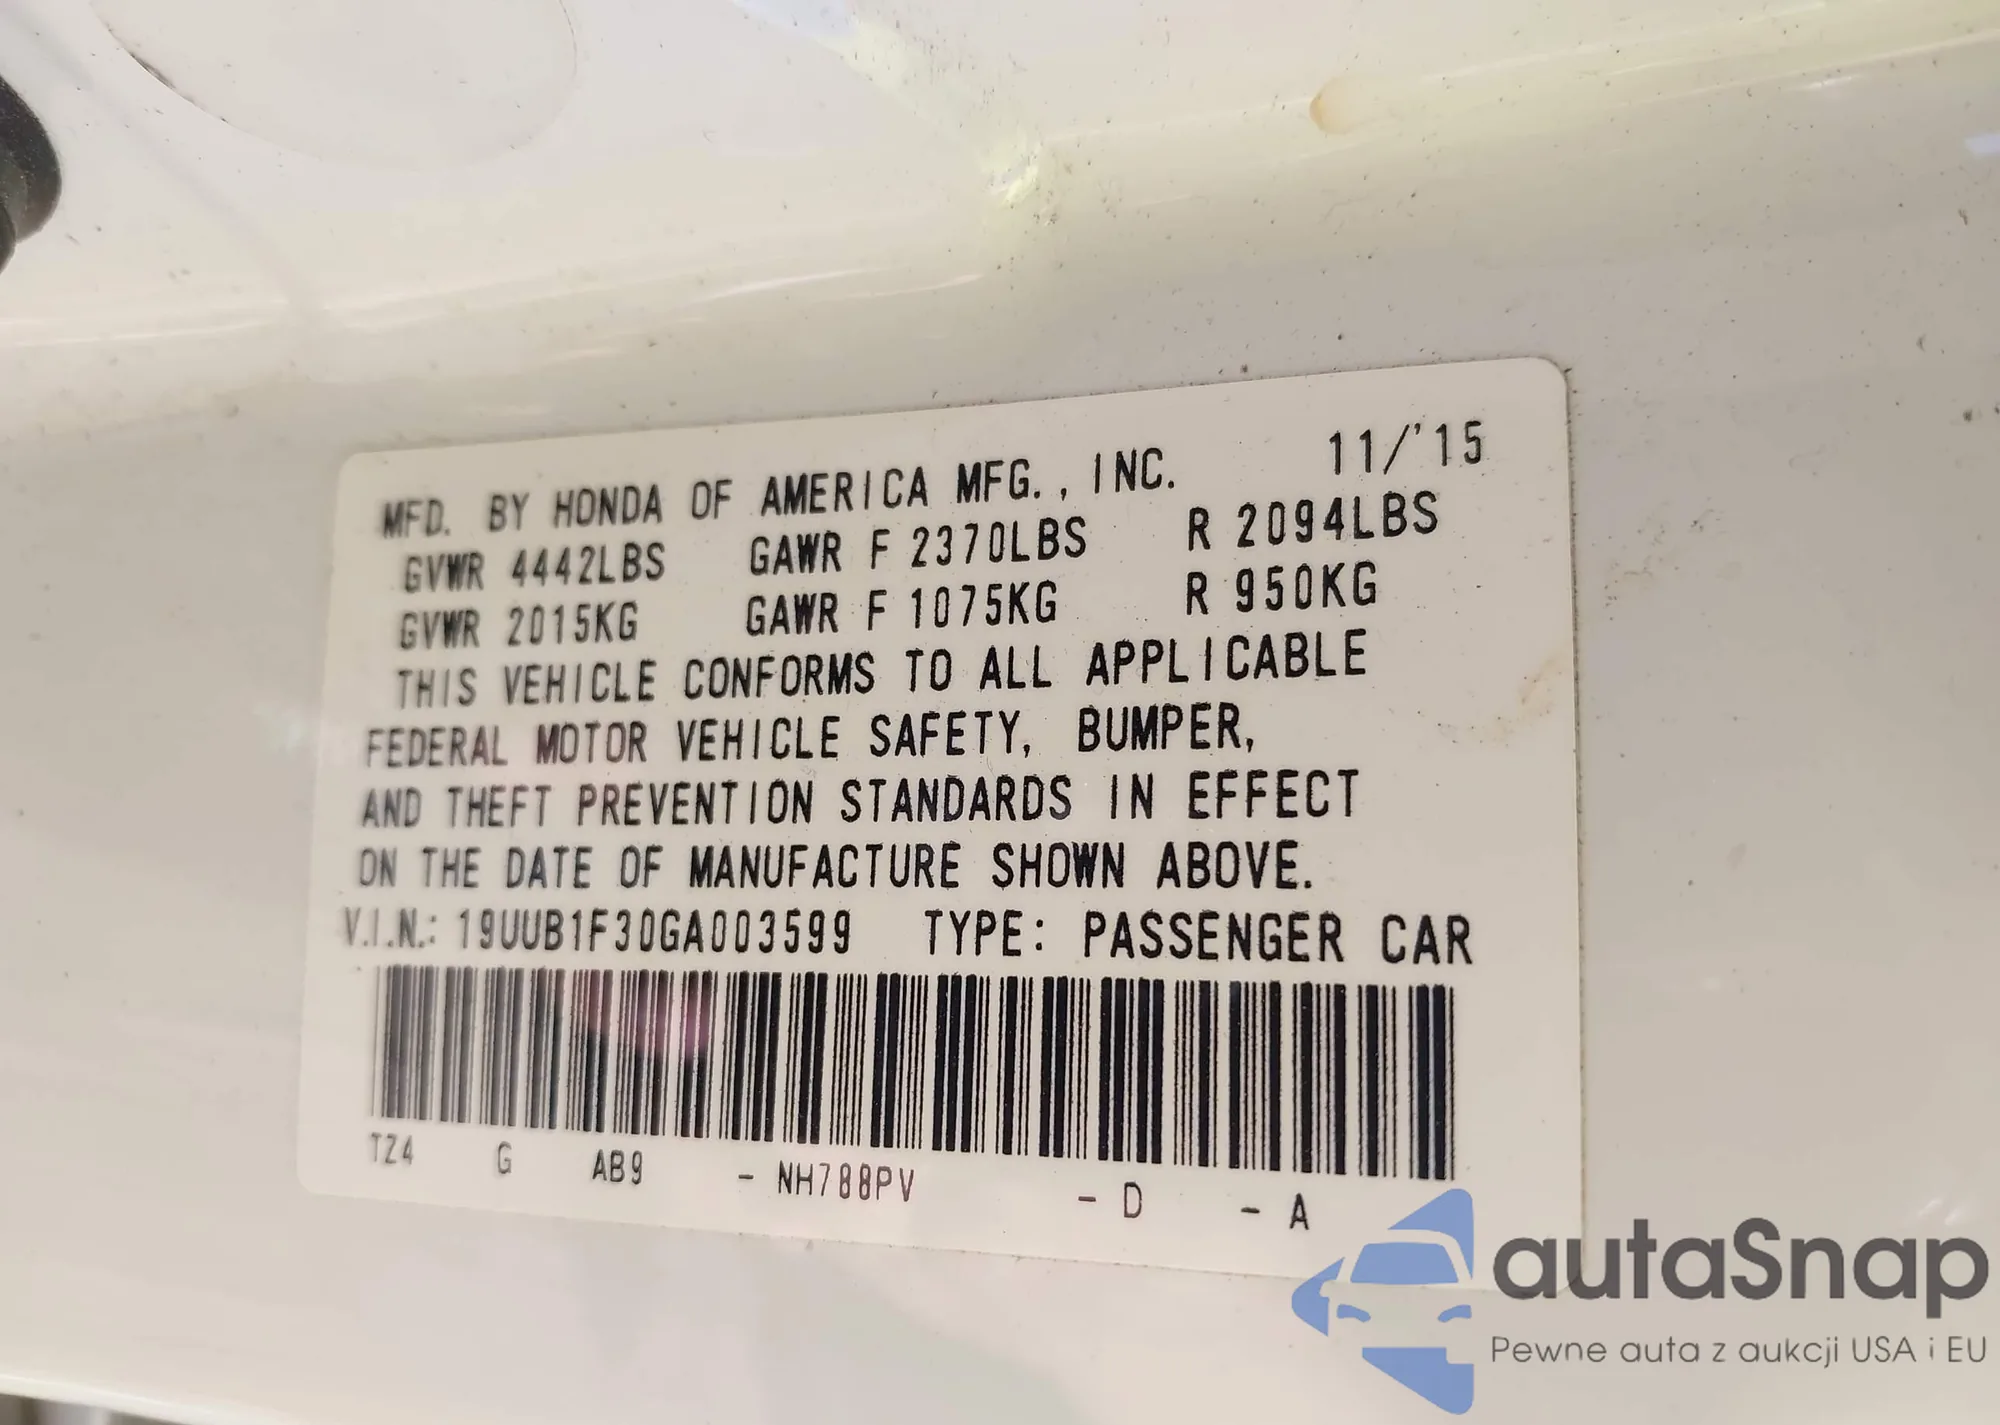 MFD. BY HONDA OF AMERICA MFG., INC. 11/'15
GVWR 4442LBS GAWR F 2370LBS R 2094LBS
GVWR 2015KG GAWR F 1075KG R 950KG
THIS VEHICLE CONFORMS TO ALL APPLICABLE
FEDERAL MOTOR VEHICLE SAFETY, BUMPER,
AND THEFT PREVENTION STANDARDS IN EFFECT
ON THE DATE OF MANUFACTURE SHOWN ABOVE.
V.I.N.: 19UUB1F30GA003599 TYPE: PASSENGER CAR
TZ4 G AB9 - NH788PV - D - A
autaSnap
Pewne auta z aukcji USA i EU